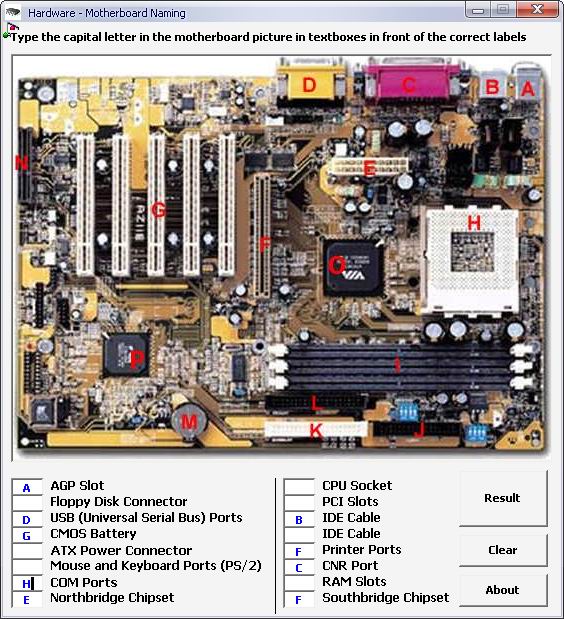 Hardware - Motherboard Naming
Type the capital letter in the motherboard picture in textboxes in front of the correct labels
D
C
B
A
N
E
G
H
F
O
VIA
P
I
L
M
K
J
A AGP Slot
Floppy Disk Connector
D USB (Universal Serial Bus) Ports
G CMOS Battery
ATX Power Connector
Mouse and Keyboard Ports (PS/2)
H COM Ports
E Northbridge Chipset
CPU Socket
PCI Slots
B IDE Cable
IDE Cable
F Printer Ports
C CNR Port
RAM Slots
F Southbridge Chipset
Result
Clear
About